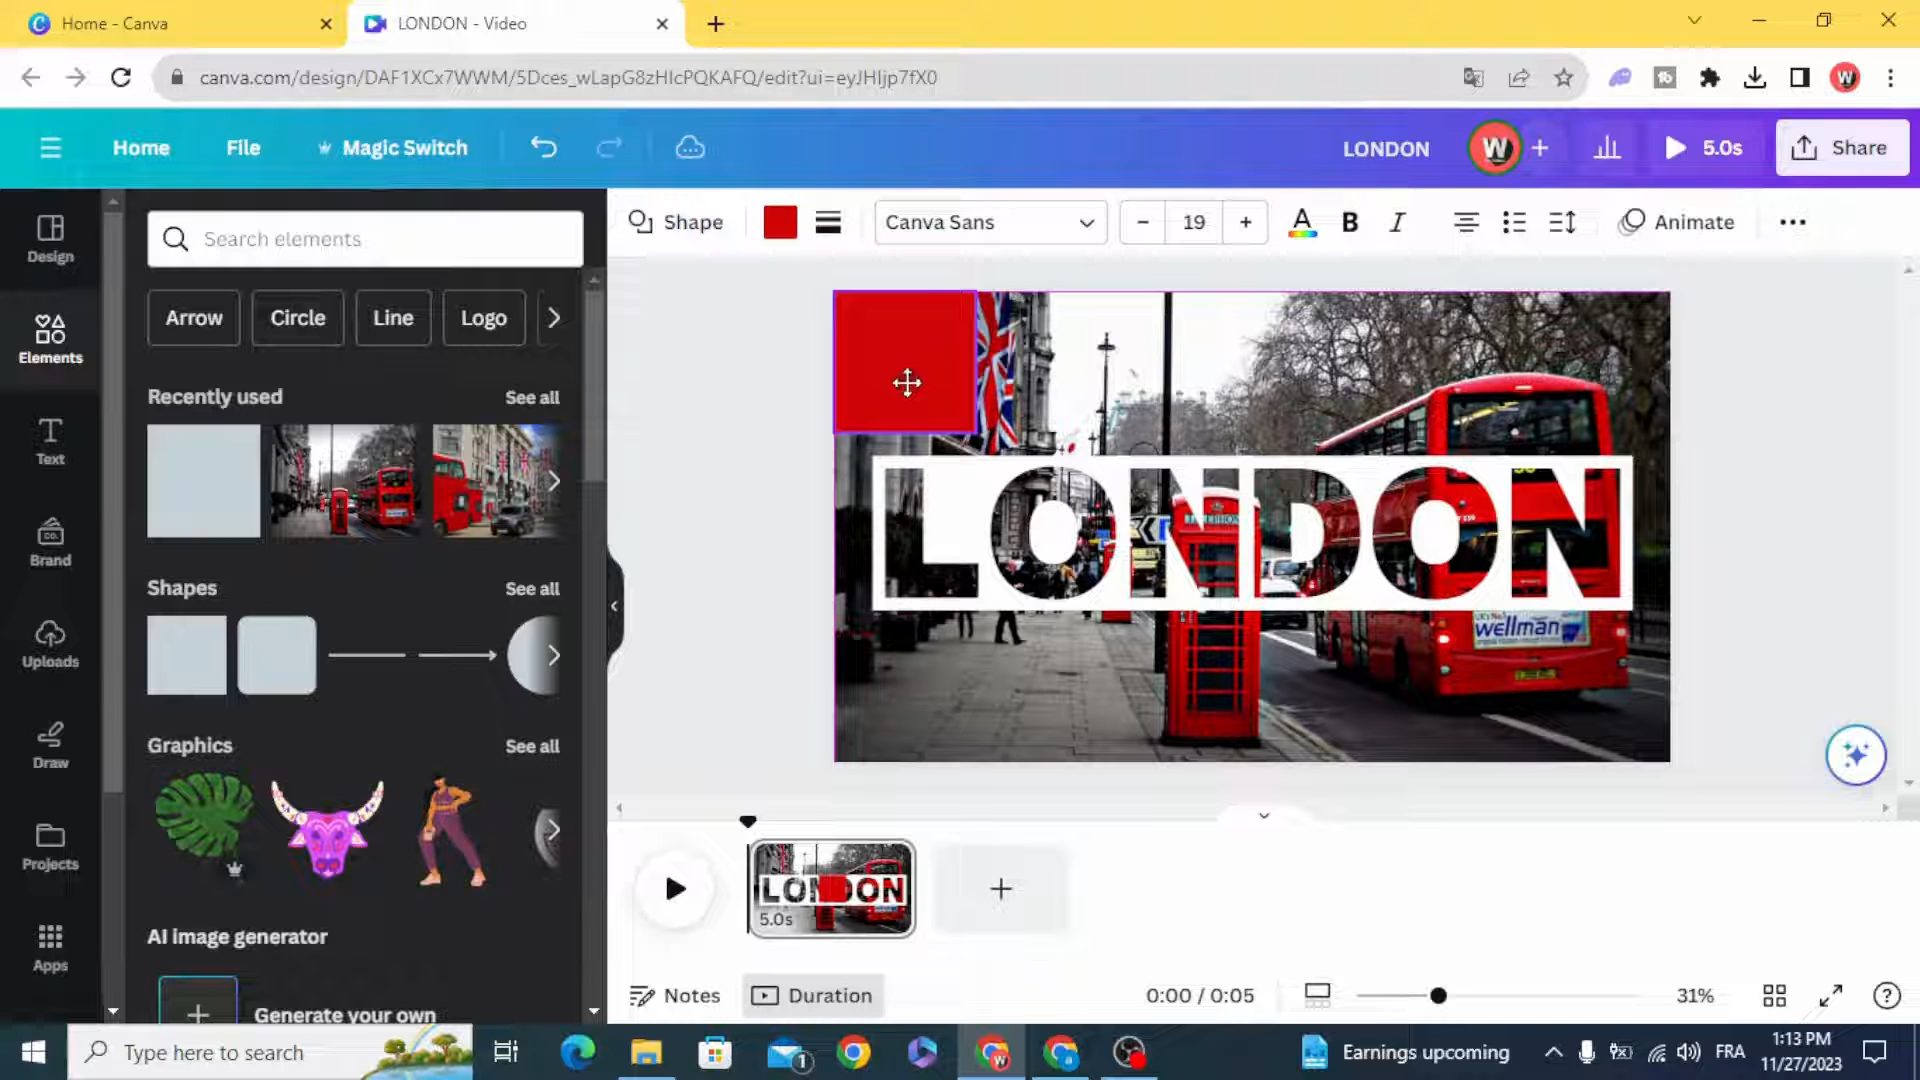 Home - Canva
LONDON - Video
canva.com/design/DAF1XCx7WWM/5Dces_wLapG8zHIcPQKAFQ/edit?ui=eyJHIjp7fX0
Home
File
Magic Switch
LONDON
W
5.0s
Share
Design
Elements
Text
Brand
Uploads
Draw
Projects
Apps
Search elements
Arrow
Circle
Line
Logo
Recently used
See all
Shapes
See all
Graphics
See all
AI image generator
Generate your own
Shape
Canva Sans
19
Animate
LONDON
wellman
LONDON
5.0s
Notes
Duration
0:00 / 0:05
31%
Type here to search
Earnings upcoming
FRA
1:13 PM
11/27/2023